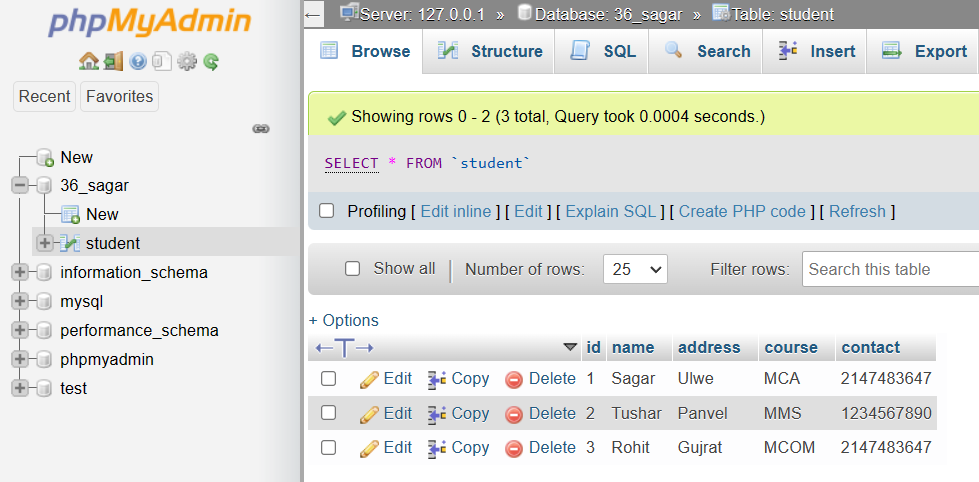 phpMyAdmin
Recent Favorites
New
36_sagar
New
student
information_schema
mysql
performance_schema
phpmyadmin
test
Server: 127.0.0.1 » Database: 36_sagar » Table: student
Browse Structure SQL Search Insert Export
Showing rows 0 - 2 (3 total, Query took 0.0004 seconds.)
SELECT * FROM `student`
Profiling [ Edit inline ] [ Edit ] [ Explain SQL ] [ Create PHP code ] [ Refresh ]
Show all | Number of rows: 25 Filter rows: Search this table
+ Options
←T→ id name address course contact
Edit Copy Delete 1 Sagar Ulwe MCA 2147483647
Edit Copy Delete 2 Tushar Panvel MMS 1234567890
Edit Copy Delete 3 Rohit Gujrat MCOM 2147483647